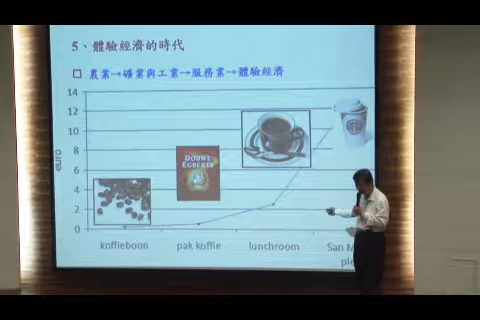 5、體驗經濟的時代
□ 農業→礦業與工業→服務業→體驗經濟
14
12
10
8
6
4
2
0
euro
DOUWE
EGBERTS
koffieboon
pak koffie
lunchroom
San M
ple